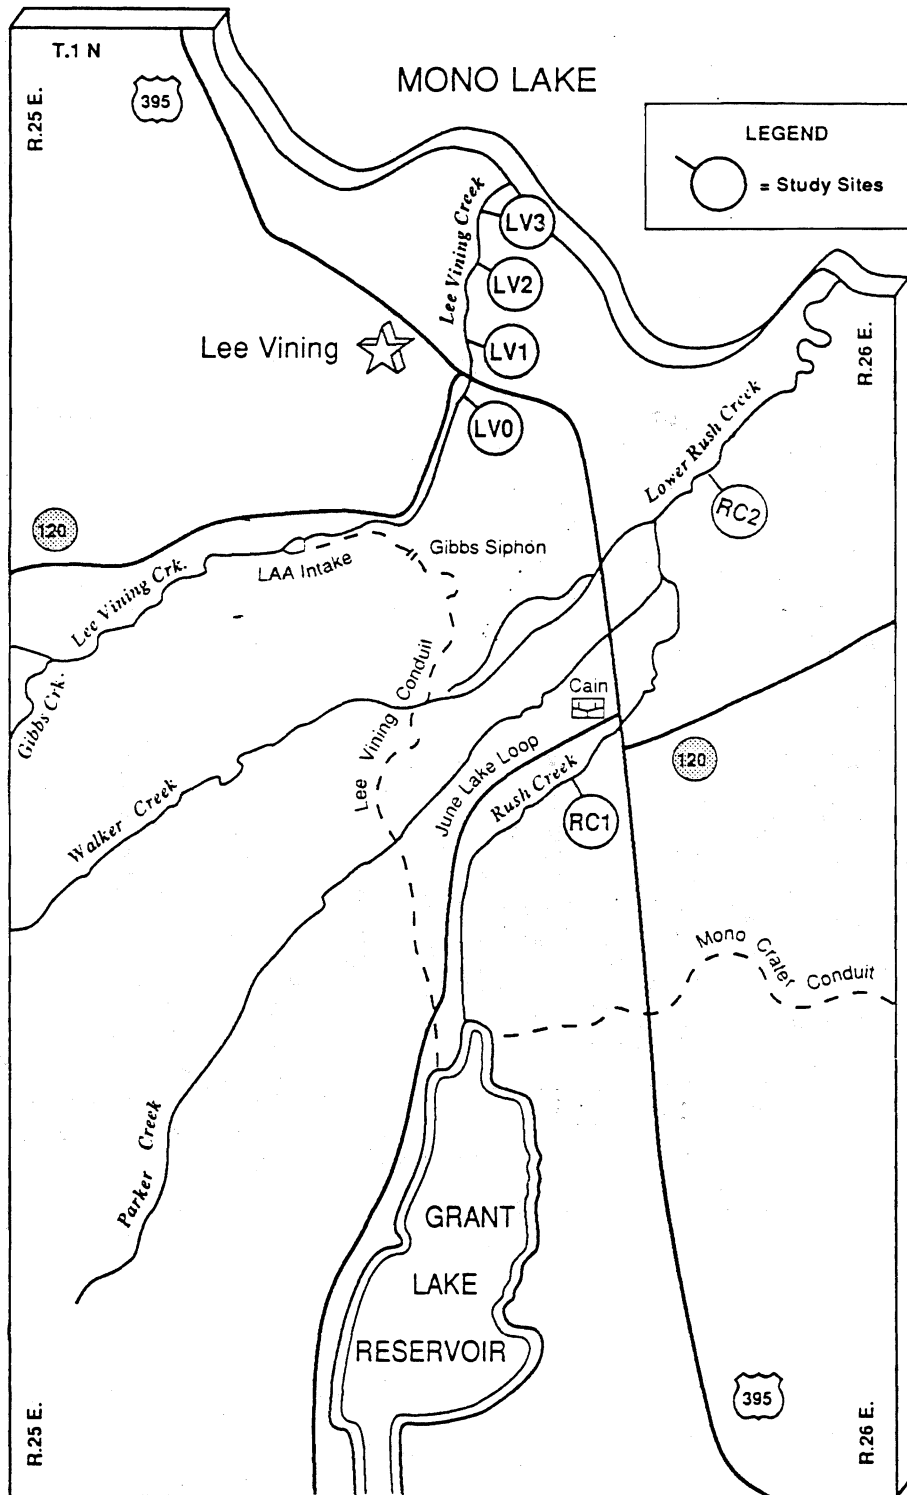 T.1 N
R.25 E.
395
MONO LAKE
LEGEND
= Study Sites
Lee Vining Creek
LV3
LV2
LV1
LV0
Lee Vining
R.26 E.
Lower Rush Creek
RC2
120
Gibbs Siphon
LAA Intake
Lee Vining Crk.
Gibbs Crk.
Lee Vining Conduit
Cain
June Lake Loop
Rush Creek
RC1
120
Walker Creek
Mono Crater Conduit
Parker Creek
GRANT
LAKE
RESERVOIR
395
R.25 E.
R.26 E.